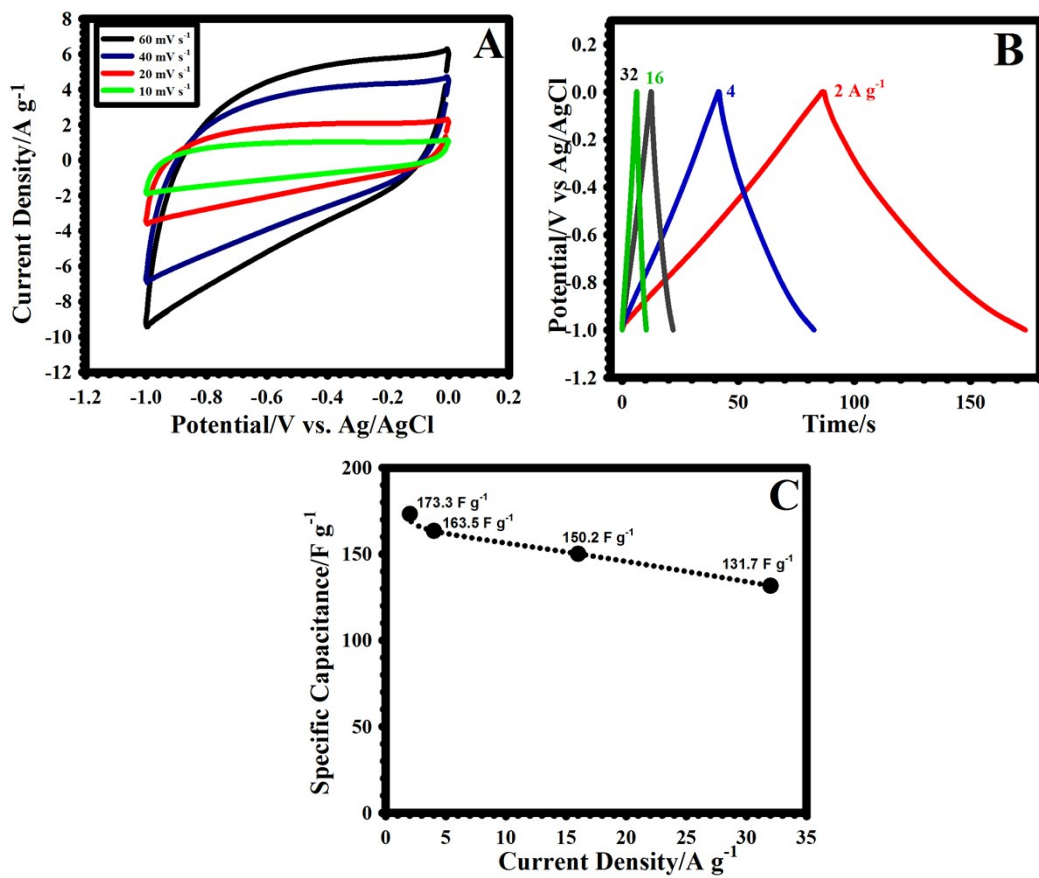 A
60 mV s⁻¹
40 mV s⁻¹
20 mV s⁻¹
10 mV s⁻¹
Current Density/A g⁻¹
8
6
4
2
0
-2
-4
-6
-8
-10
-12
-1.2 -1.0 -0.8 -0.6 -0.4 -0.2 0.0 0.2
Potential/V vs. Ag/AgCl
B
32 16 4 2 A g⁻¹
Potential/V vs Ag/AgCl
0.2
0.0
-0.2
-0.4
-0.6
-0.8
-1.0
-1.2
0 50 100 150
Time/s
C
173.3 F g⁻¹
163.5 F g⁻¹
150.2 F g⁻¹
131.7 F g⁻¹
Specific Capacitance/F g⁻¹
200
150
100
50
0
0 5 10 15 20 25 30 35
Current Density/A g⁻¹